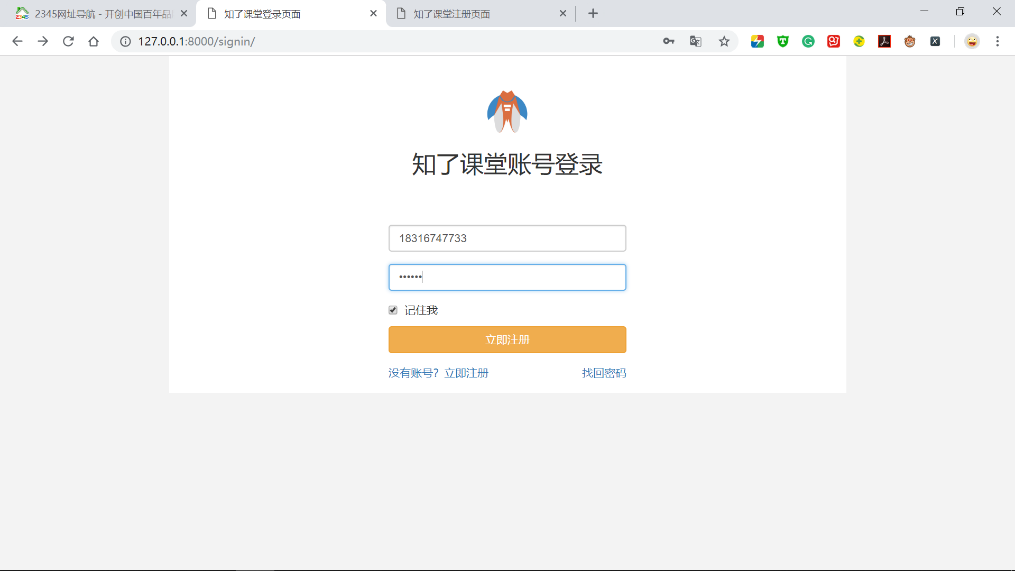 2345网址导航 - 开创中国百年品
知了课堂登录页面
知了课堂注册页面
127.0.0.1:8000/signin/
知了课堂账号登录
18316747733
••••••
记住我
立即注册
没有账号？立即注册
找回密码